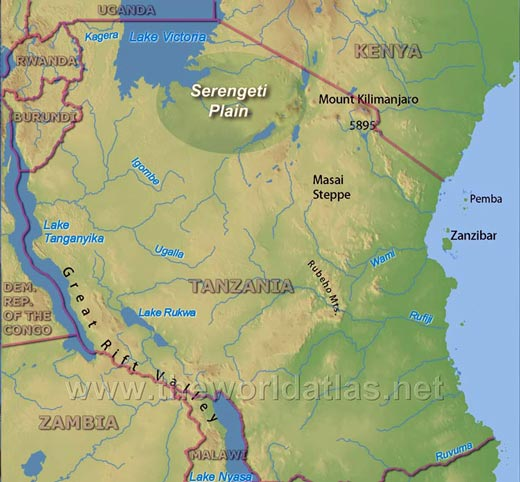 UGANDA
Kagera
Lake Victoria
KENYA
RWANDA
Serengeti
Plain
Mount Kilimanjaro
5895
BURUNDI
Igombe
Masai
Steppe
Pemba
Lake
Tanganyika
Zanzibar
Ugalla
Wami
Rubeho Mts.
DEM.
REP.
OF THE
CONGO
TANZANIA
Great Rift Valley
Lake Rukwa
Rufiji
www.theworldatlas.net
ZAMBIA
MALAWI
Ruvuma
Lake Nyasa